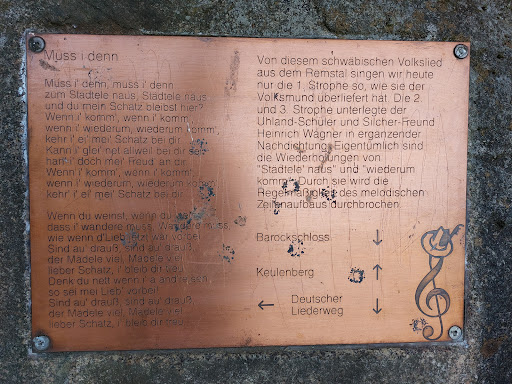 Muss i denn
Muss i' denn, muss i' denn
zum Städtele naus, Städtele naus
und du mein Schatz bleibst hier?
Wenn i' komm', wenn i' komm',
wenn i' wiederum, wiederum komm',
kehr i' ei' mei' Schatz bei dir.
Kann i' glei' net allweil bei dir sei'
han i' doch mei' Freud' an dir.
Wenn i' komm', wenn i' komm',
wenn i' wiederum, wiederum komm',
kehr' i' ei' mei' Schatz bei dir.
Wenn du weinst, wenn du
dass i' wandere muss, wandere muss,
wie wenn d' Lieb jetzt wär vorbei
Sind au' drauß, sind au' drauß
der Mädele viel, Mädele viel
lieber Schatz, i' bleib dir treu.
Denk du nett wenn i' a and're seh',
so sei mei Lieb' vorbei
Sind au' drauß, sind au' drauß
der Mädele viel, Mädele viel
lieber Schatz, i' bleib dir treu.
Von diesem schwäbischen Volkslied
aus dem Remstal singen wir heute
nur die 1. Strophe so, wie sie der
Volksmund überliefert hat. Die 2.
und 3. Strophe unterlegte der
Uhland-Schüler und Silcher-Freund
Heinrich Wagner in ergänzender
Nachdichtung. Eigentümlich sind
die Wiederholungen von
"Städtele' naus" und "wiederum
komm'". Durch sie wird die
Regelmäßigkeit des melodischen
Zeilenaufbaus durchbrochen.
Barockschloss ↓
Keulenberg ↑
← Deutscher ↓
Liederweg